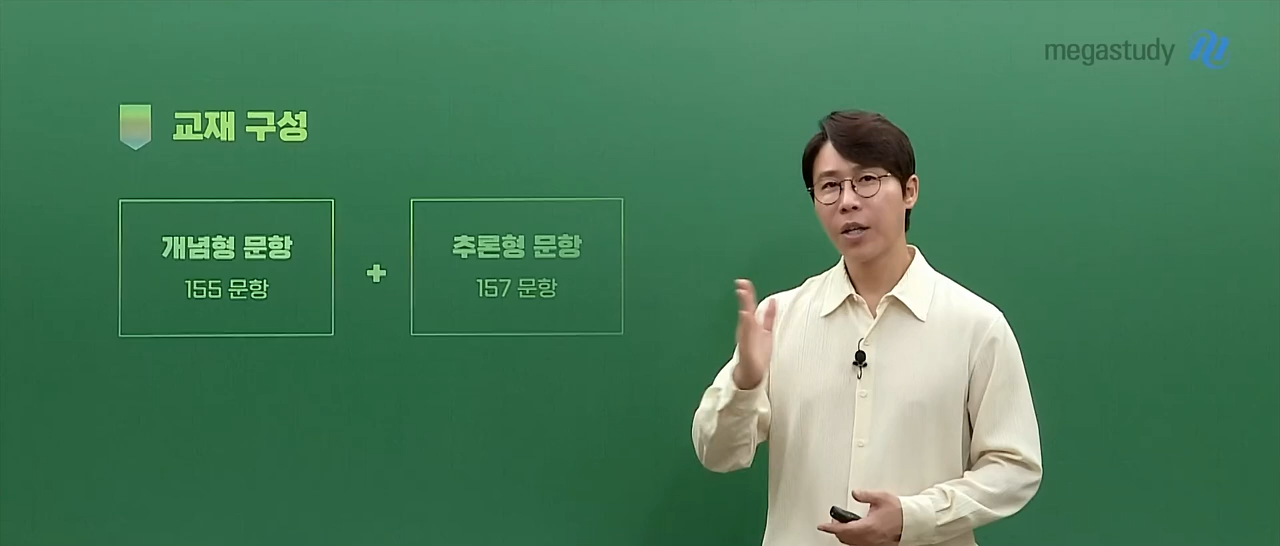 megastudy
교재 구성
개념형 문항
155 문항
+
추론형 문항
157 문항